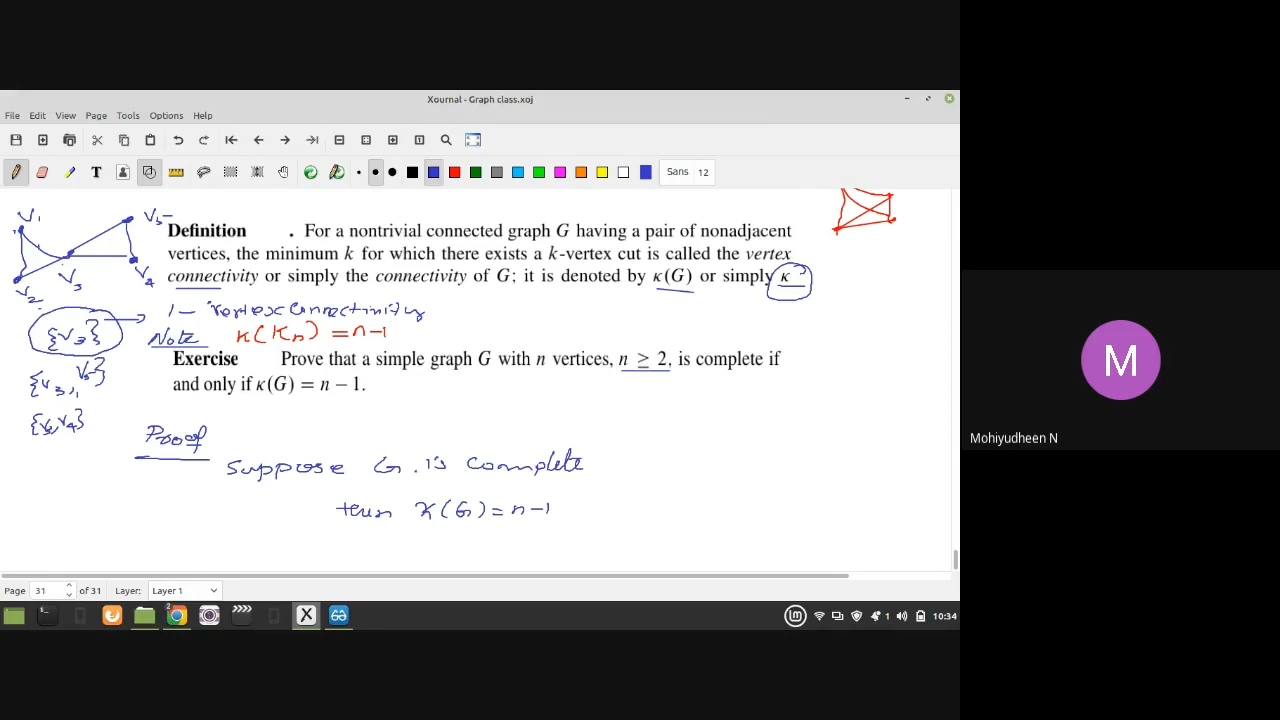 Xournal - Graph class.xoj
File Edit View Page Tools Options Help
Sans 12
V1 V5
V2 V3 V4
Definition . For a nontrivial connected graph G having a pair of nonadjacent
vertices, the minimum k for which there exists a k-vertex cut is called the vertex
connectivity or simply the connectivity of G; it is denoted by κ(G) or simply κ
1 - vertex connectivity
{V3}
Note κ(Kn) = n-1
Exercise Prove that a simple graph G with n vertices, n ≥ 2, is complete if
and only if κ(G) = n − 1.
{V3, V5}
Proof
Suppose G is complete
then κ(G) = n-1
Mohiyudheen N
M
Page 31 of 31 Layer: Layer 1
1 10:34